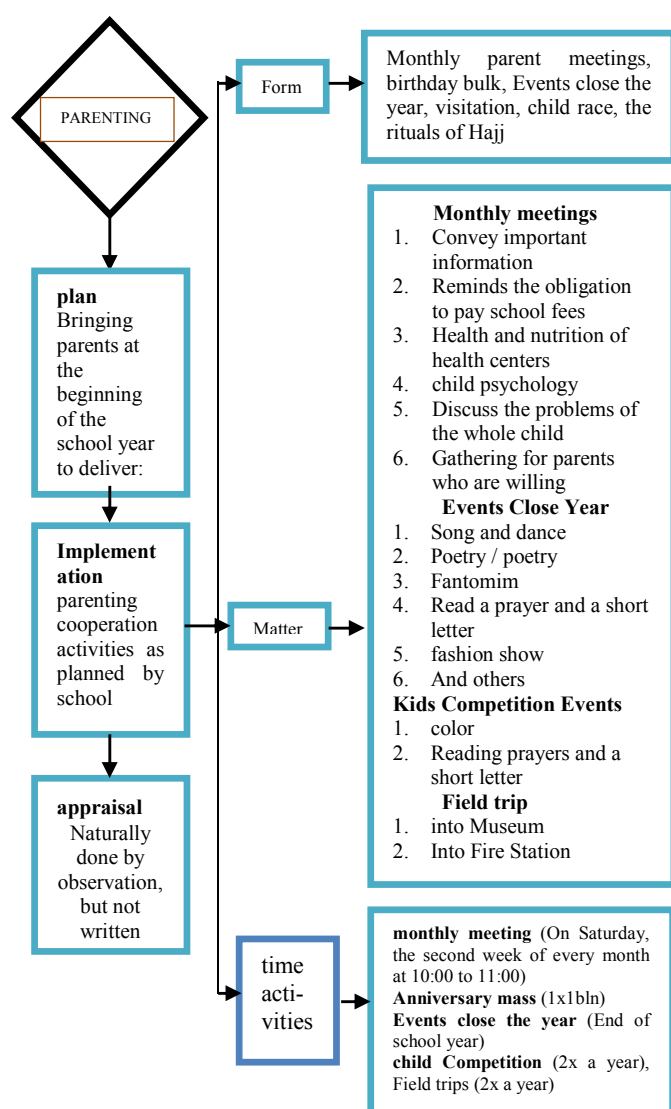 PARENTING
plan
Bringing
parents at
the
beginning
of the
school year
to deliver:
Implement
ation
parenting
cooperation
activities as
planned by
school
appraisal
Naturally
done by
observation,
but not
written
Form
Monthly parent meetings,
birthday bulk, Events close the
year, visitation, child race, the
rituals of Hajj
Matter
Monthly meetings
1. Convey important
information
2. Reminds the obligation
to pay school fees
3. Health and nutrition of
health centers
4. child psychology
5. Discuss the problems of
the whole child
6. Gathering for parents
who are willing
Events Close Year
1. Song and dance
2. Poetry / poetry
3. Fantomim
4. Read a prayer and a short
letter
5. fashion show
6. And others
Kids Competition Events
1. color
2. Reading prayers and a
short letter
Field trip
1. into Museum
2. Into Fire Station
time
acti-
vities
monthly meeting (On Saturday,
the second week of every month
at 10:00 to 11:00)
Anniversary mass (1x1bln)
Events close the year (End of
school year)
child Competition (2x a year),
Field trips (2x a year)